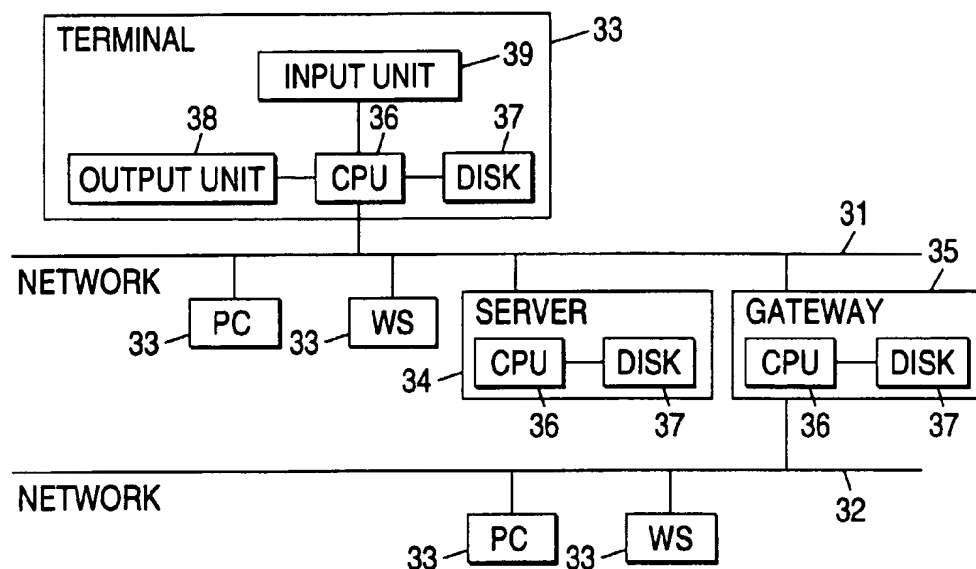 TERMINAL
33
INPUT UNIT
39
38
36
37
OUTPUT UNIT
CPU
DISK
31
NETWORK
35
PC
33
WS
33
SERVER
CPU
DISK
34
36
37
GATEWAY
CPU
DISK
36
37
NETWORK
32
PC
33
WS
33